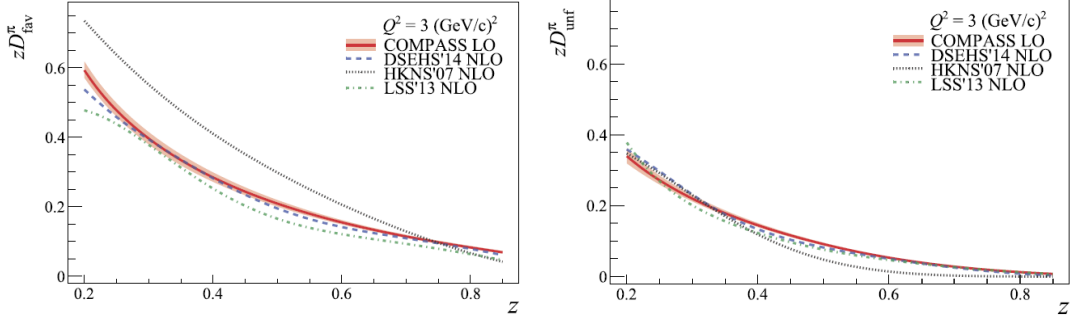 zD^π_fav
Q² = 3 (GeV/c)²
COMPASS LO
DSEHS'14 NLO
HKNS'07 NLO
LSS'13 NLO
0.6
0.4
0.2
0
0.2 0.4 0.6 0.8 z
zD^π_unf
Q² = 3 (GeV/c)²
COMPASS LO
DSEHS'14 NLO
HKNS'07 NLO
LSS'13 NLO
0.6
0.4
0.2
0
0.2 0.4 0.6 0.8 z